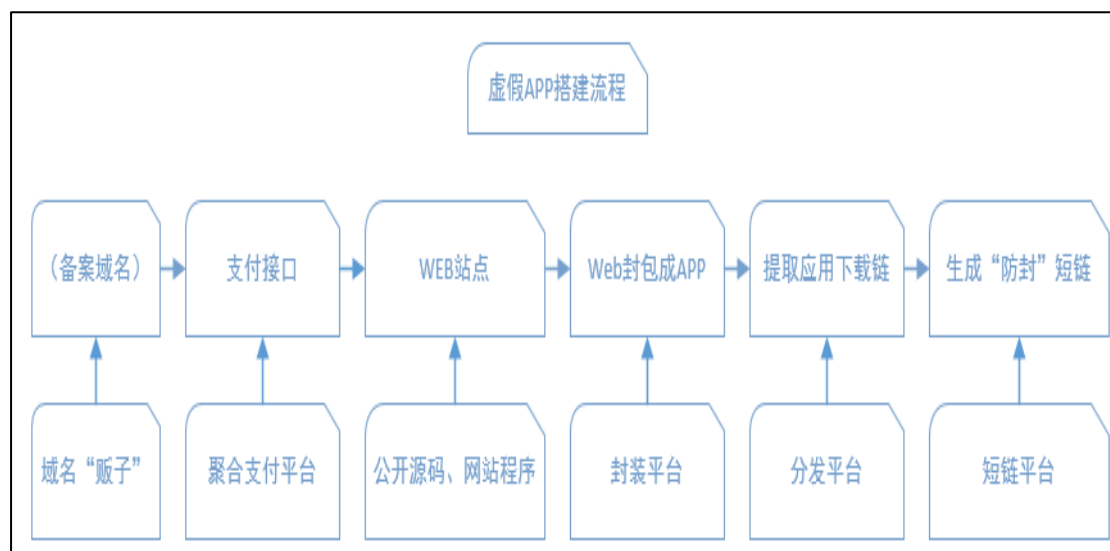 虚假APP搭建流程
（备案域名）
支付接口
WEB站点
Web封包成APP
提取应用下载链
生成“防封”短链
域名“贩子”
聚合支付平台
公开源码、网站程序
封装平台
分发平台
短链平台